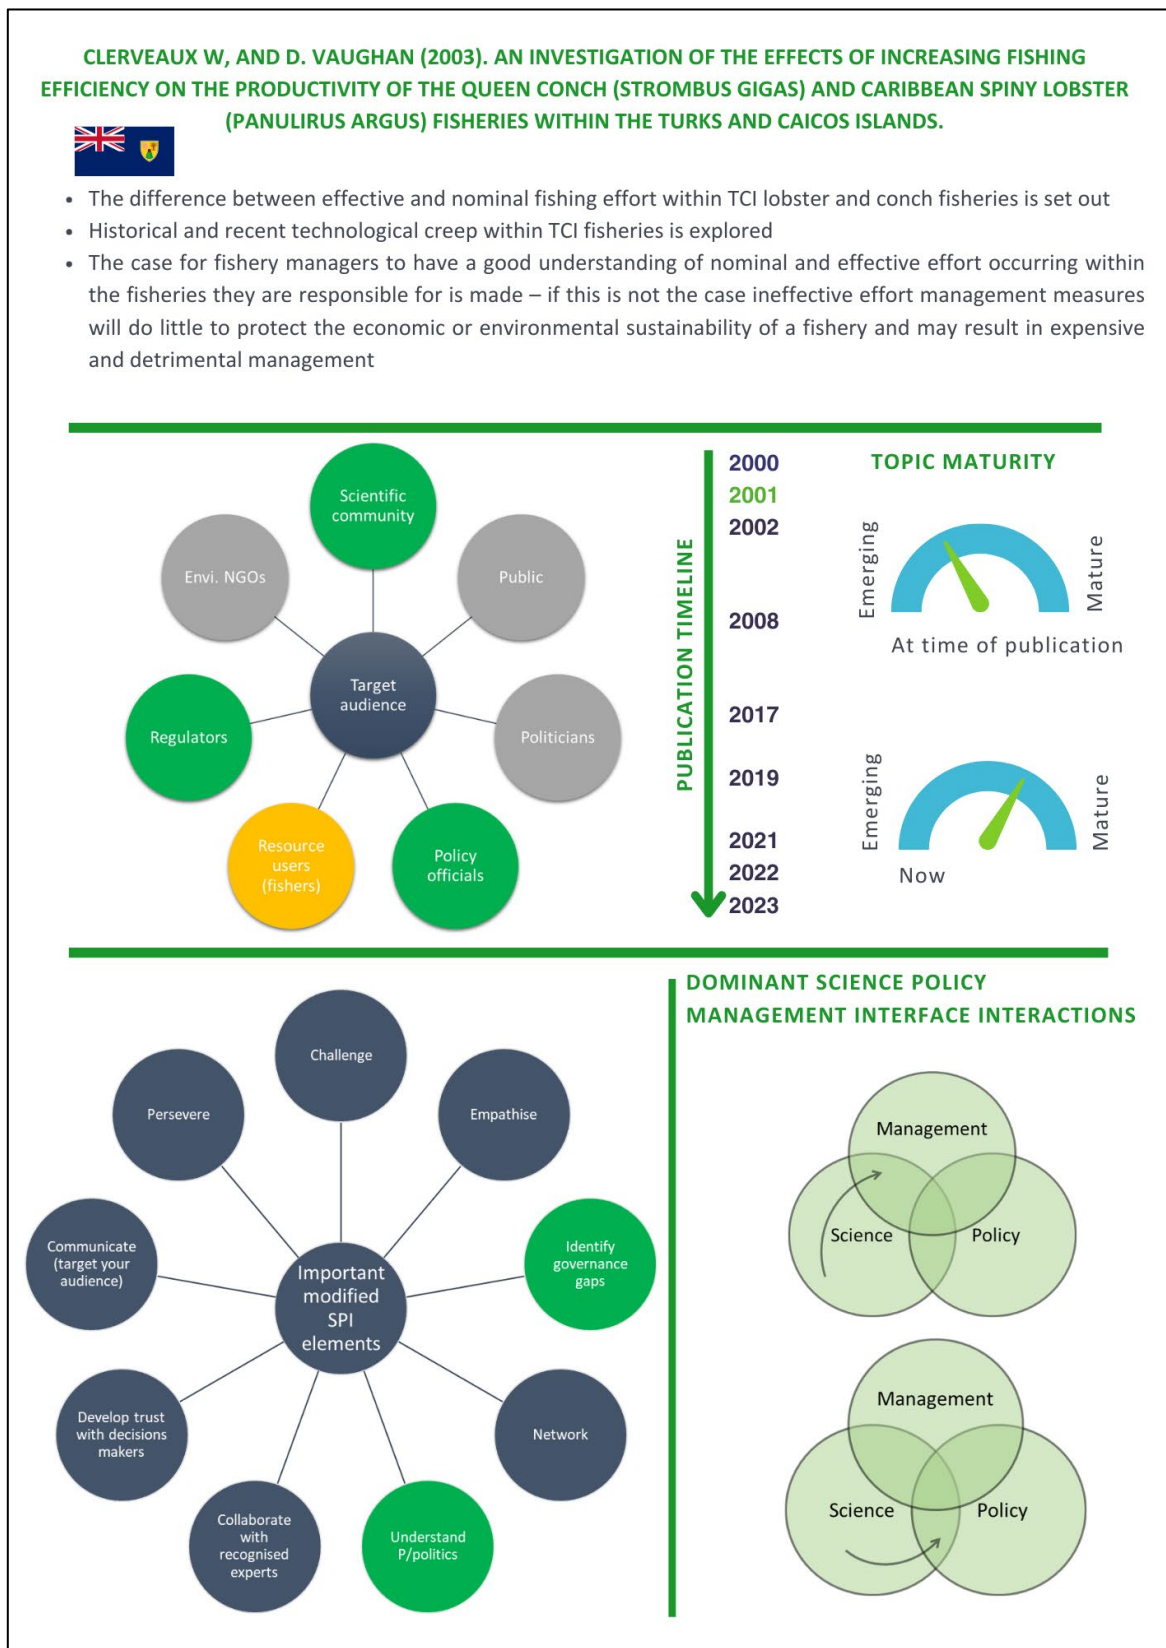 CLERVEAUX W, AND D. VAUGHAN (2003). AN INVESTIGATION OF THE EFFECTS OF INCREASING FISHING
EFFICIENCY ON THE PRODUCTIVITY OF THE QUEEN CONCH (STROMBUS GIGAS) AND CARIBBEAN SPINY LOBSTER
(PANULIRUS ARGUS) FISHERIES WITHIN THE TURKS AND CAICOS ISLANDS.
• The difference between effective and nominal fishing effort within TCI lobster and conch fisheries is set out
• Historical and recent technological creep within TCI fisheries is explored
• The case for fishery managers to have a good understanding of nominal and effective effort occurring within
the fisheries they are responsible for is made – if this is not the case ineffective effort management measures
will do little to protect the economic or environmental sustainability of a fishery and may result in expensive
and detrimental management
Scientific
community
Envi. NGOs
Public
Target
audience
Regulators
Politicians
Resource
users
(fishers)
Policy
officials
PUBLICATION TIMELINE
2000
2001
2002
2008
2017
2019
2021
2022
2023
TOPIC MATURITY
Emerging
Mature
At time of publication
Emerging
Mature
Now
Challenge
Persevere
Empathise
Communicate
(target your
audience)
Identify
governance
gaps
Important
modified
SPI
elements
Develop trust
with decisions
makers
Network
Collaborate
with
recognised
experts
Understand
P/politics
DOMINANT SCIENCE POLICY
MANAGEMENT INTERFACE INTERACTIONS
Management
Science
Policy
Management
Science
Policy